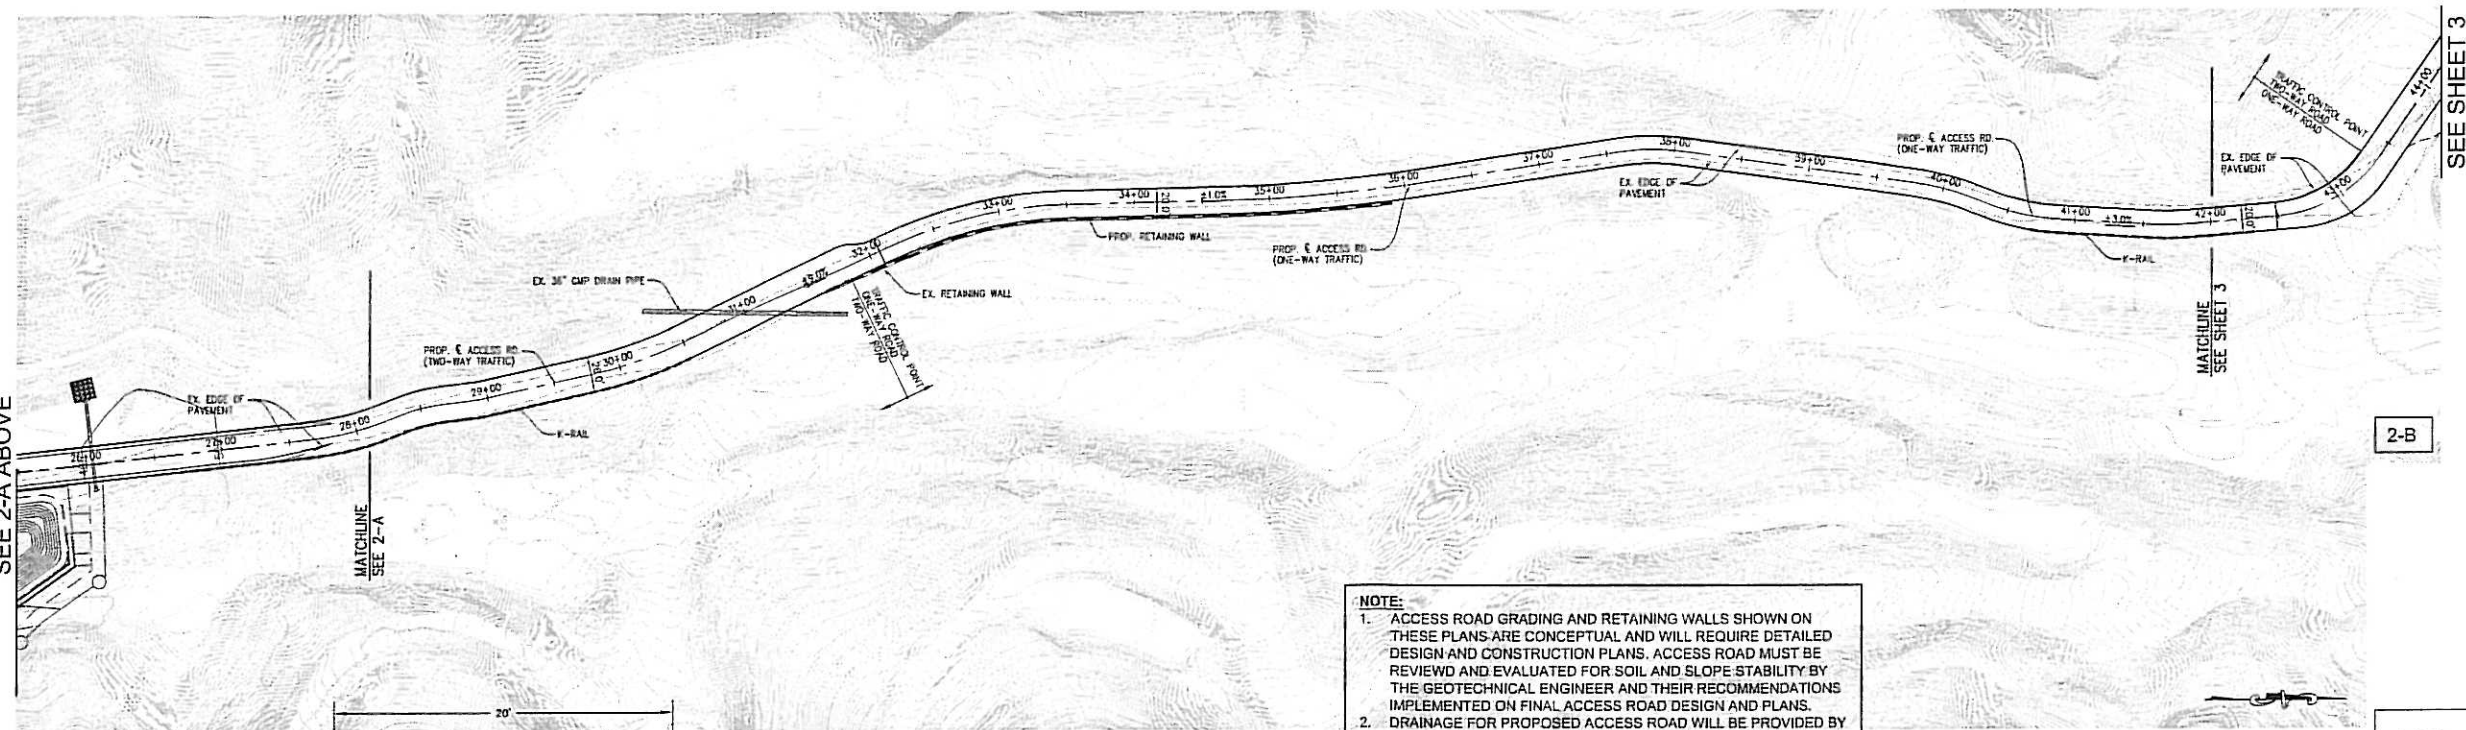 SEE SHEET 3
TRAFFIC CONTROL POINT
TWO-WAY ROAD
ONE-WAY ROAD
44+00
38+00
PROP. ℄ ACCESS RD.
(ONE-WAY TRAFFIC)
37+00
39+00
EX. EDGE OF
PAVEMENT
36+00
EX. EDGE OF
PAVEMENT
40+00
43+00
33+00
34+00
20.0'
±1.0%
35+00
41+00
±3.0%
42+00
20.0'
PROP. RETAINING WALL
PROP. ℄ ACCESS RD.
(ONE-WAY TRAFFIC)
K-RAIL
32+00
EX. 36" CMP DRAIN PIPE
EX. RETAINING WALL
31+00
TRAFFIC CONTROL POINT
ONE-WAY ROAD
TWO-WAY ROAD
MATCHLINE
SEE SHEET 3
PROP. ℄ ACCESS RD.
(TWO-WAY TRAFFIC)
30+00
29+00
EX. EDGE OF
PAVEMENT
28+00
K-RAIL
27+00
26+00
2-B
SEE 2-A ABOVE
MATCHLINE
SEE 2-A
NOTE:
1. ACCESS ROAD GRADING AND RETAINING WALLS SHOWN ON
THESE PLANS ARE CONCEPTUAL AND WILL REQUIRE DETAILED
DESIGN AND CONSTRUCTION PLANS. ACCESS ROAD MUST BE
REVIEWD AND EVALUATED FOR SOIL AND SLOPE STABILITY BY
THE GEOTECHNICAL ENGINEER AND THEIR RECOMMENDATIONS
IMPLEMENTED ON FINAL ACCESS ROAD DESIGN AND PLANS.
2. DRAINAGE FOR PROPOSED ACCESS ROAD WILL BE PROVIDED BY
20'